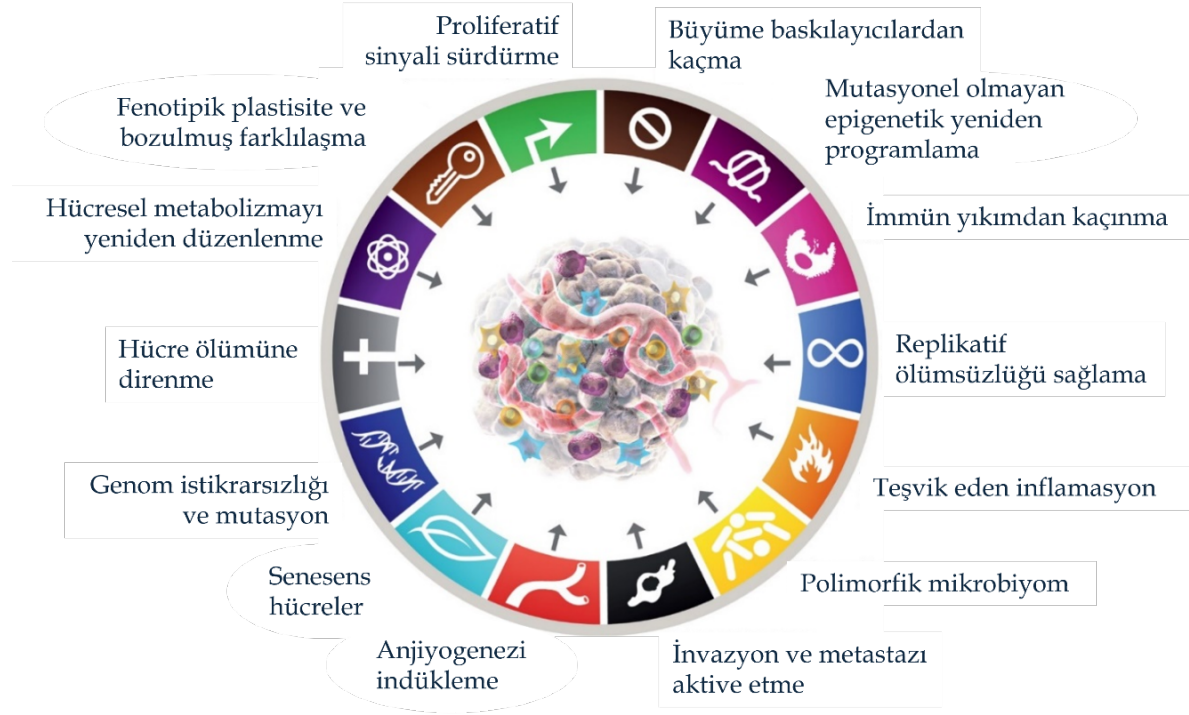 Proliferatif
sinyali sürdürme
Büyüme baskılayıcılardan
kaçma
Fenotipik plastisite ve
bozulmuş farklılaşma
Mutasyonel olmayan
epigenetik yeniden
programlama
Hücresel metabolizmayı
yeniden düzenlenme
İmmün yıkımdan kaçınma
Hücre ölümüne
direnme
Replikatif
ölümsüzlüğü sağlama
Genom istikrarsızlığı
ve mutasyon
Teşvik eden inflamasyon
Senesens
hücreler
Polimorfik mikrobiyom
Anjiyogenezi
indükleme
İnvazyon ve metastazı
aktive etme